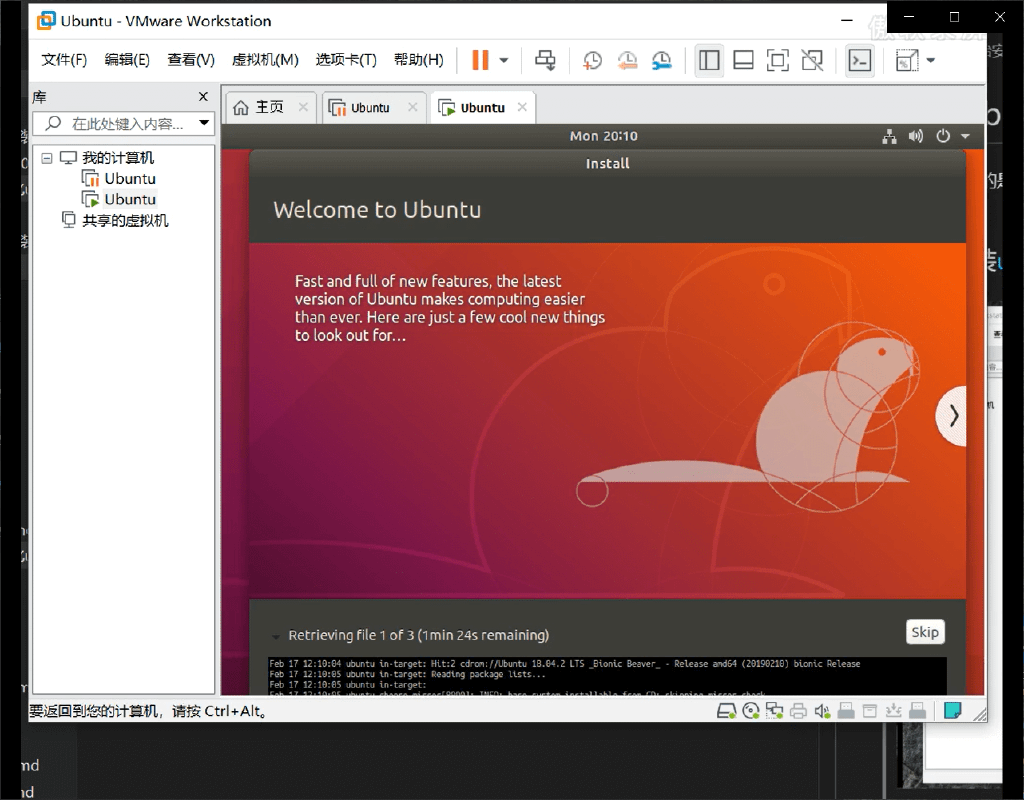 Ubuntu - VMware Workstation
文件(F) 编辑(E) 查看(V) 虚拟机(M) 选项卡(T) 帮助(H)
库
在此处键入内容...
主页 Ubuntu Ubuntu
我的计算机
Ubuntu
Ubuntu
共享的虚拟机
Mon 20:10
Install
Welcome to Ubuntu
Fast and full of new features, the latest
version of Ubuntu makes computing easier
than ever. Here are just a few cool new things
to look out for...
Retrieving file 1 of 3 (1min 24s remaining)
Skip
Feb 17 12:10:04 ubuntu in-target: Hit:2 cdrom://Ubuntu 18.04.2 LTS _Bionic Beaver_ - Release amd64 (20190210) bionic Release
Feb 17 12:10:05 ubuntu in-target: Reading package lists...
Feb 17 12:10:05 ubuntu in-target:
要返回到您的计算机，请按 Ctrl+Alt。
md
nd